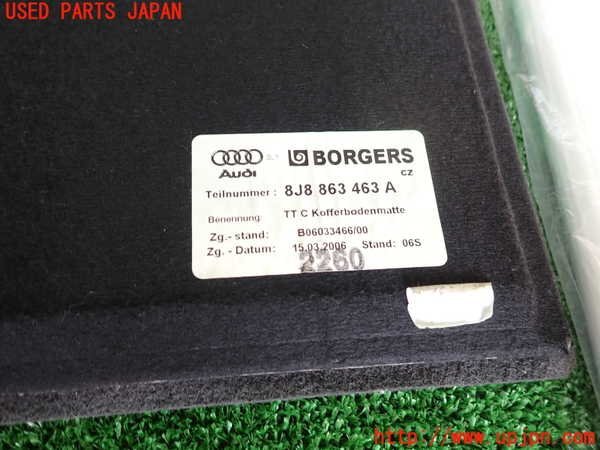 USED PARTS JAPAN
Audi BORGERS
CZ
Teilnummer : 8J8 863 463 A
Benennung: TT C Kofferbodenmatte
Zg.- stand: B06033466/00
Zg. - Datum: 15.03.2006 Stand: 06S
2260
http://www.upjpn.com/